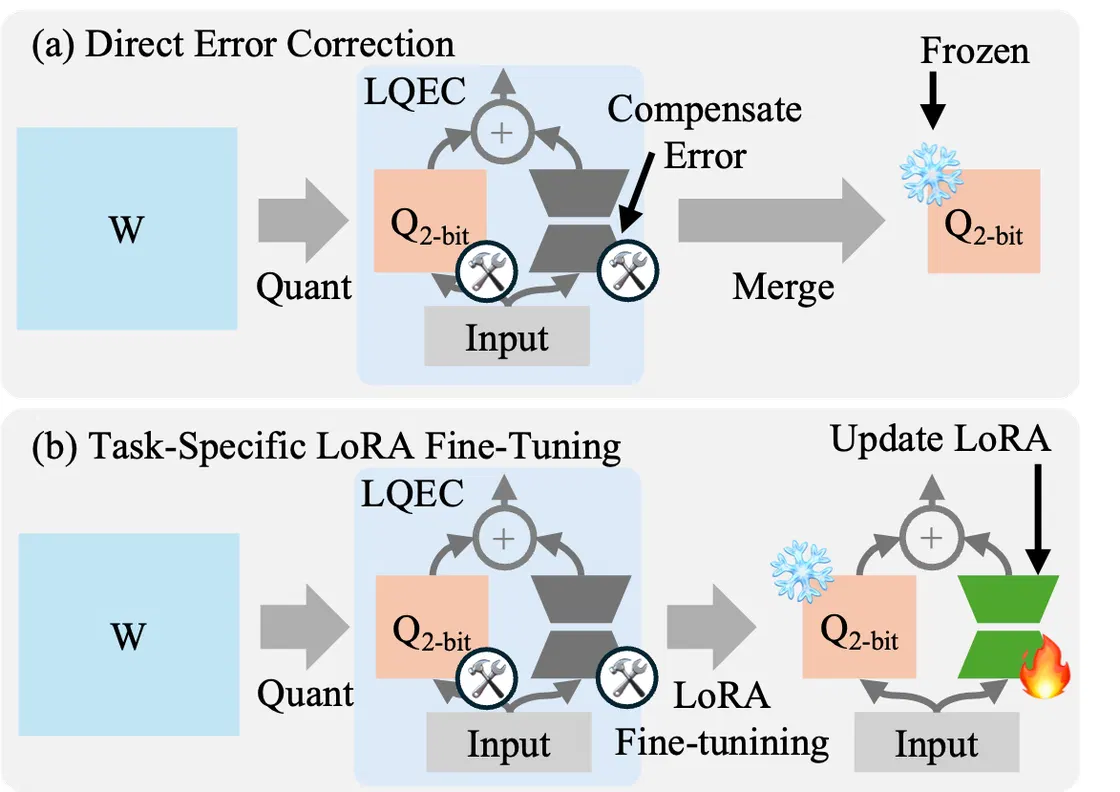 (a) Direct Error Correction
Frozen
LQEC
Compensate
Error
+
W
Q2-bit
Q2-bit
Quant
Merge
Input
(b) Task-Specific LoRA Fine-Tuning
Update LoRA
LQEC
+
+
W
Q2-bit
Q2-bit
Quant
LoRA
Fine-tunining
Input
Input